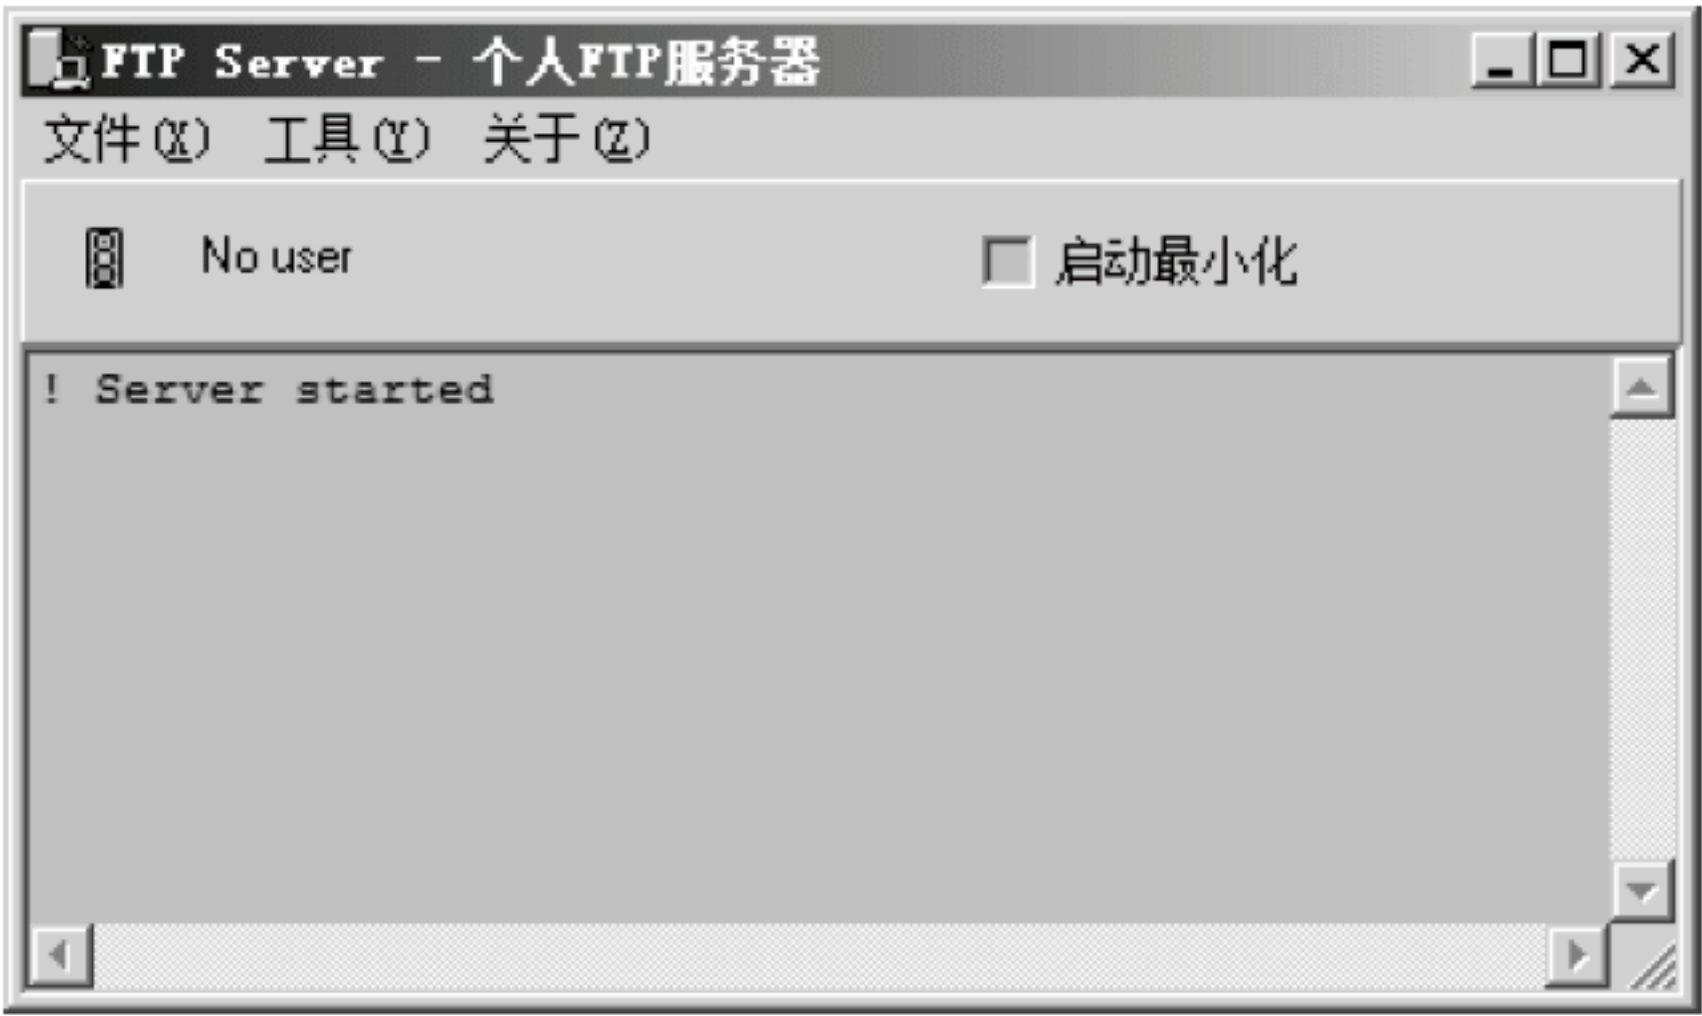 FTP Server - 个人FTP服务器
文件(X) 工具(Y) 关于(Z)
No user 启动最小化
! Server started